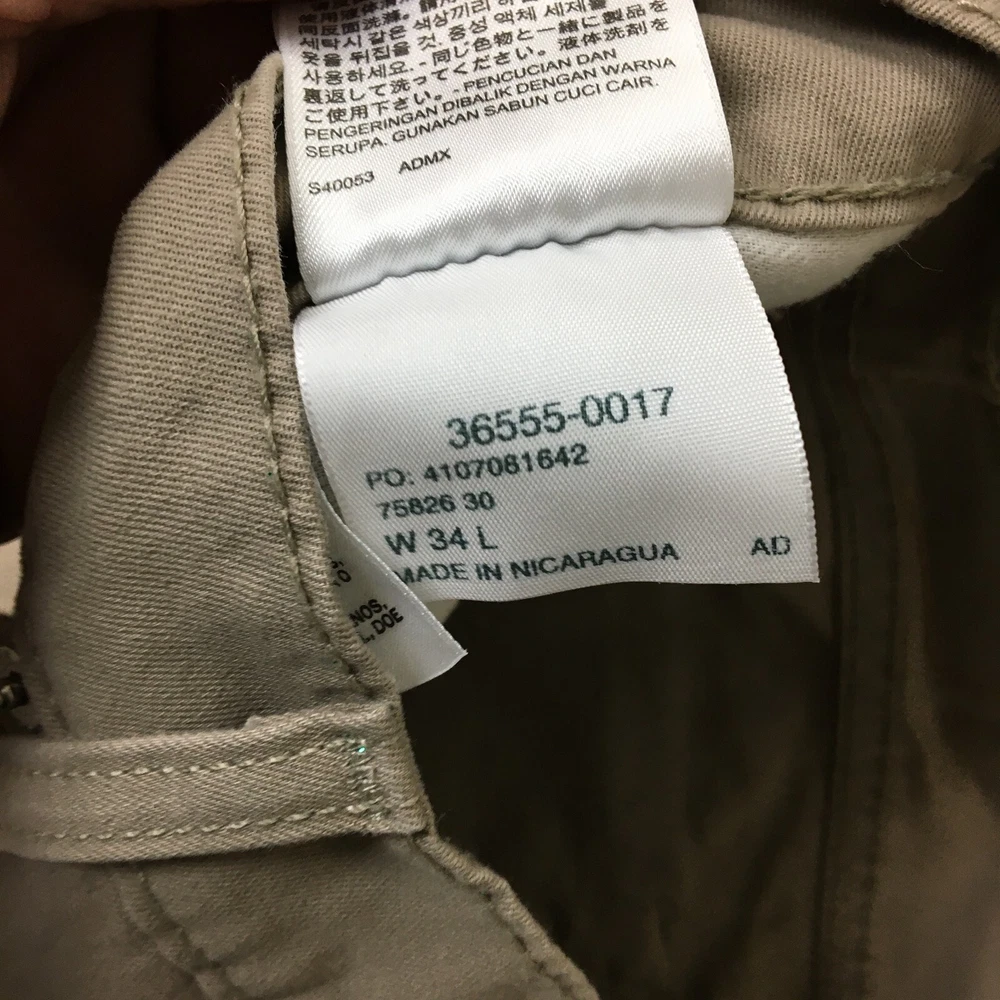 同反面洗滌。
세탁시 같은 색상끼리
옷을 뒤집을 것. 중성 액체 세제를
사용하세요. - 同じ色物と一緒に製品を
裏返して洗ってください。液体洗剤を
ご使用下さい。 - PENCUCIAN DAN
PENGERINGAN DIBALIK DENGAN WARNA
SERUPA. GUNAKAN SABUN CUCI CAIR.
S40053 ADMX
36555-0017
PO: 4107081642
75826 30
W 34 L
MADE IN NICARAGUA AD
NOS,
L., DOE